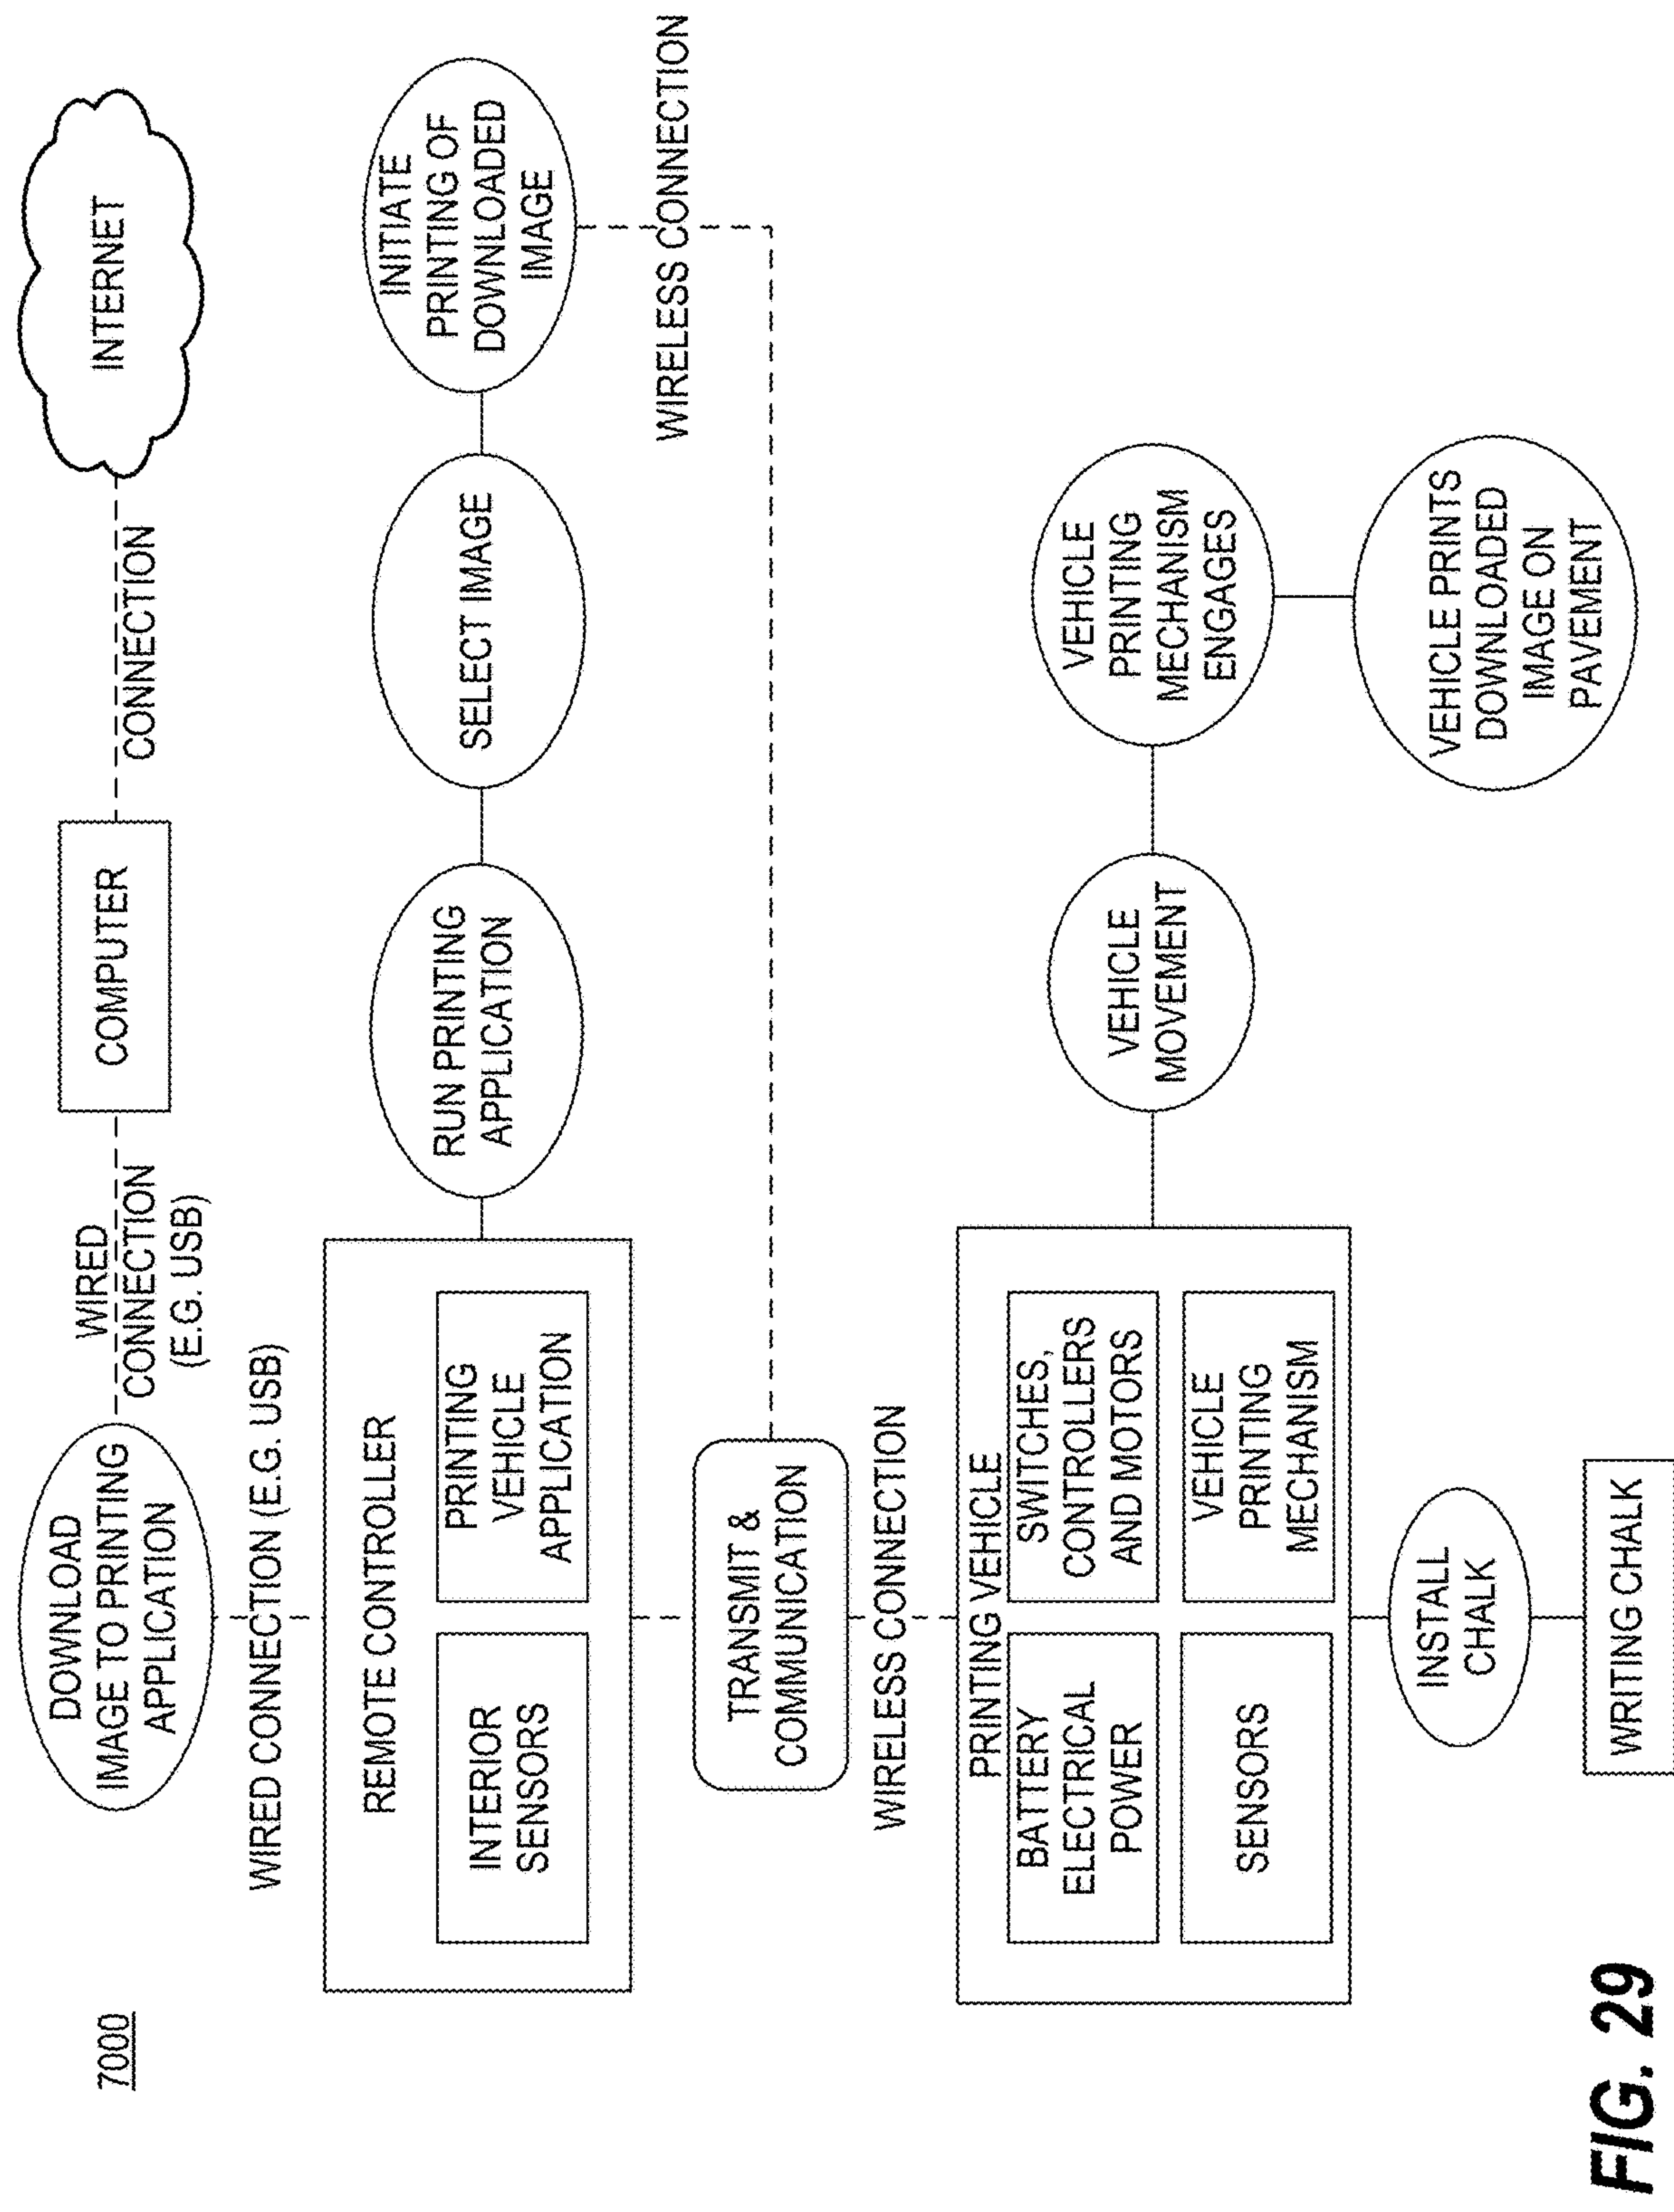 7000
DOWNLOAD
IMAGE TO PRINTING
APPLICATION
WIRED
CONNECTION
(E.G. USB)
COMPUTER
CONNECTION
INTERNET
WIRED CONNECTION (E.G. USB)
REMOTE CONTROLLER
INTERIOR
SENSORS
PRINTING
VEHICLE
APPLICATION
RUN PRINTING
APPLICATION
SELECT IMAGE
INITIATE
PRINTING OF
DOWNLOADED
IMAGE
WIRELESS CONNECTION
TRANSMIT &
COMMUNICATION
WIRELESS CONNECTION
PRINTING VEHICLE
BATTERY
ELECTRICAL
POWER
SWITCHES,
CONTROLLERS
AND MOTORS
SENSORS
VEHICLE
PRINTING
MECHANISM
VEHICLE
MOVEMENT
VEHICLE
PRINTING
MECHANISM
ENGAGES
VEHICLE PRINTS
DOWNLOADED
IMAGE ON
PAVEMENT
INSTALL
CHALK
WRITING CHALK
FIG. 29